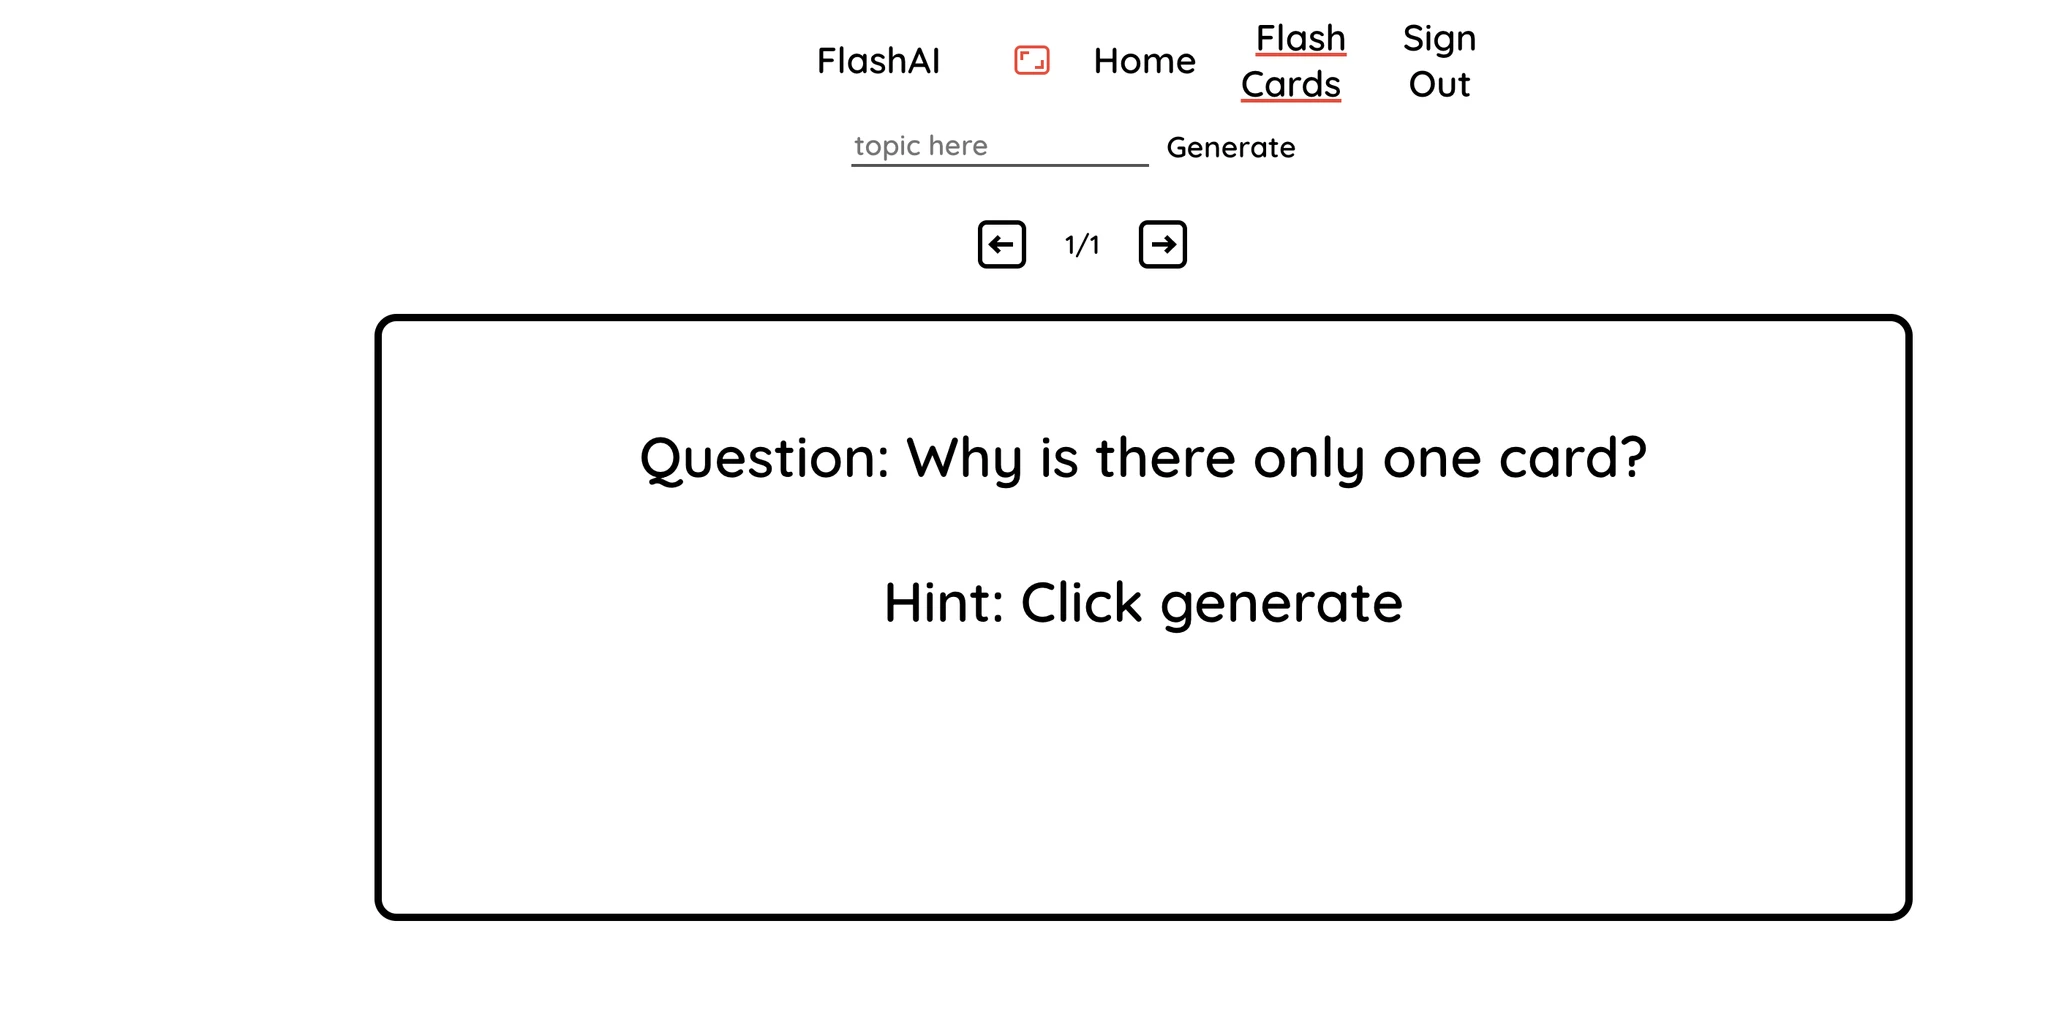 FlashAI Home Flash Cards Sign Out
topic here Generate
1/1
Question: Why is there only one card?
Hint: Click generate